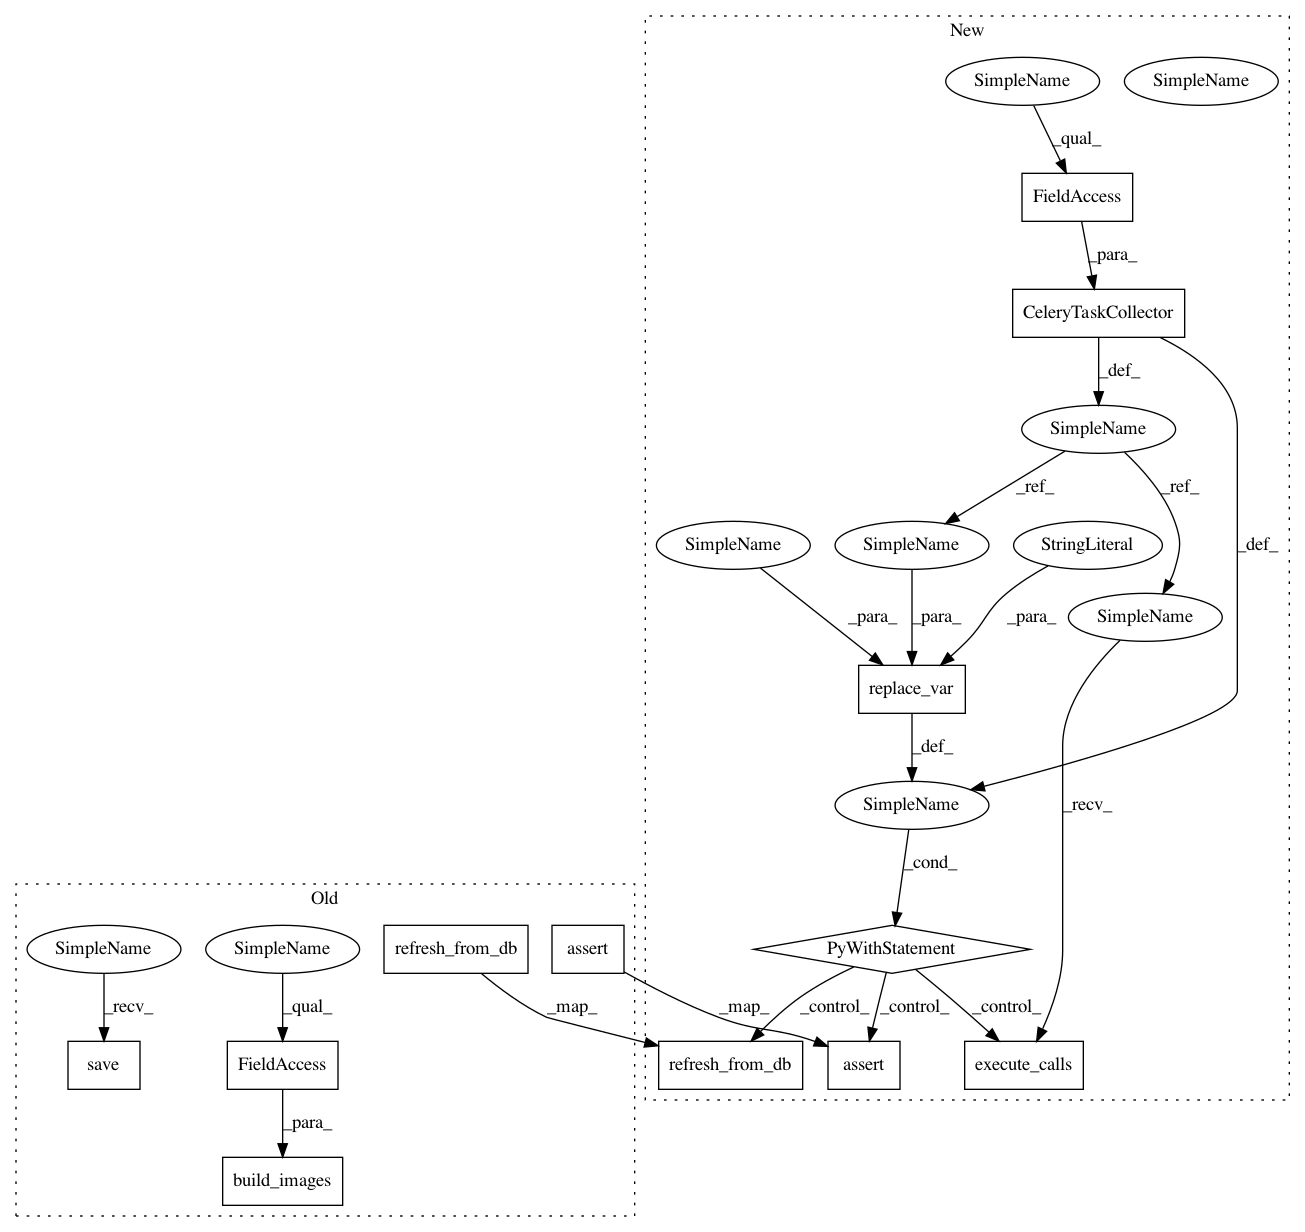 New
SimpleName
SimpleName
_qual_
FieldAccess
_para_
CeleryTaskCollector
_def_
SimpleName
_ref_
_ref_
SimpleName
SimpleName
StringLiteral
_def_
SimpleName
_para_
_para_
_para_
replace_var
_def_
SimpleName
_recv_
_cond_
Old
SimpleName
SimpleName
refresh_from_db
assert
PyWithStatement
_recv_
_qual_
_map_
_map_
_control_
_control_
_control_
save
FieldAccess
refresh_from_db
assert
execute_calls
_para_
build_images